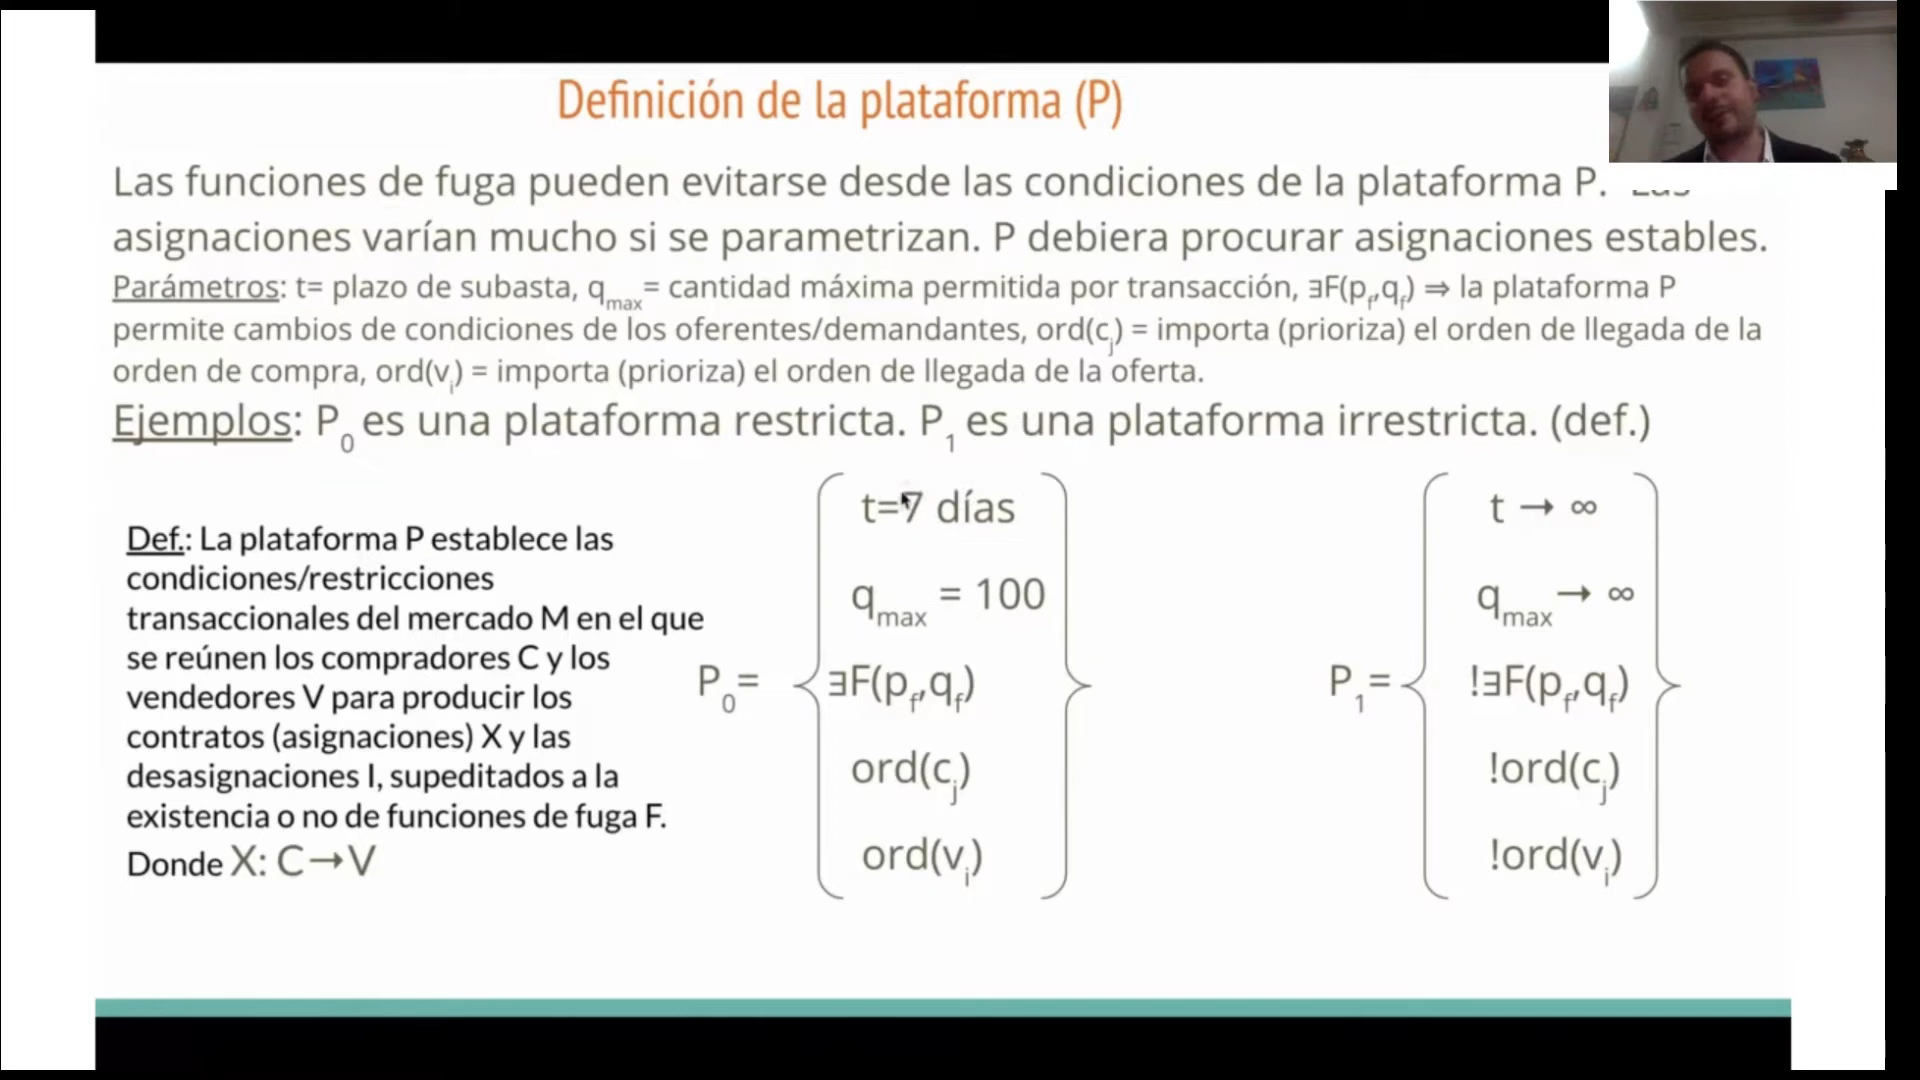 Definición de la plataforma (P)
Las funciones de fuga pueden evitarse desde las condiciones de la plataforma P.
asignaciones varían mucho si se parametrizan. P debiera procurar asignaciones estables.
Parámetros: t= plazo de subasta, qmax= cantidad máxima permitida por transacción, ∃F(pf,qf) ⇒ la plataforma P
permite cambios de condiciones de los oferentes/demandantes, ord(cj) = importa (prioriza) el orden de llegada de la
orden de compra, ord(vi) = importa (prioriza) el orden de llegada de la oferta.
Ejemplos: P0 es una plataforma restricta. P1 es una plataforma irrestricta. (def.)
Def.: La plataforma P establece las
condiciones/restricciones
transaccionales del mercado M en el que
se reúnen los compradores C y los
vendedores V para producir los
contratos (asignaciones) X y las
desasignaciones I, supeditados a la
existencia o no de funciones de fuga F.
Donde X: C→V
P0=
t=7 días
qmax = 100
∃F(pf,qf)
ord(cj)
ord(vi)
P1=
t → ∞
qmax → ∞
!∃F(pf,qf)
!ord(cj)
!ord(vi)